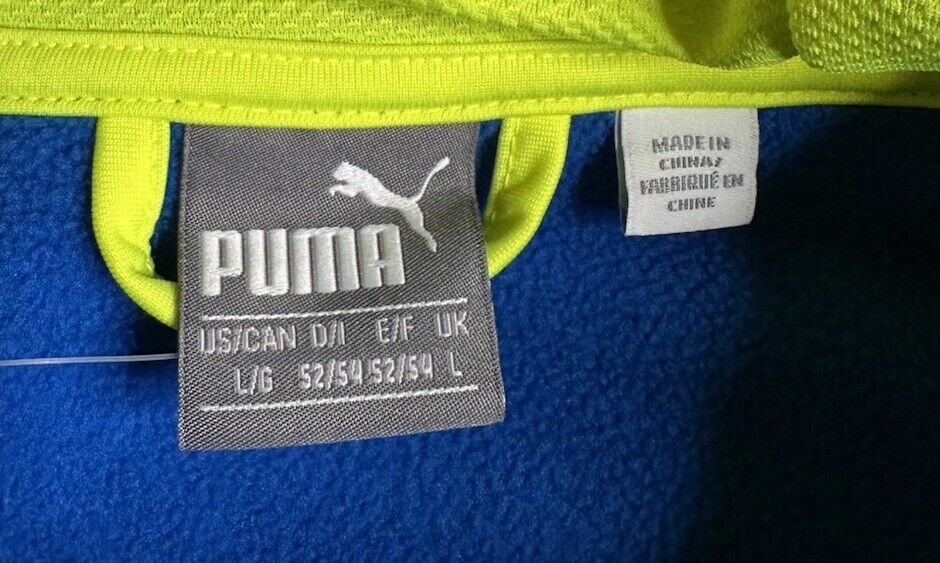 PUMA
US/CAN D/I E/F UK
L/G 52/54 52/54 L
MADE IN
CHINA/
FABRIQUÉ EN
CHINE